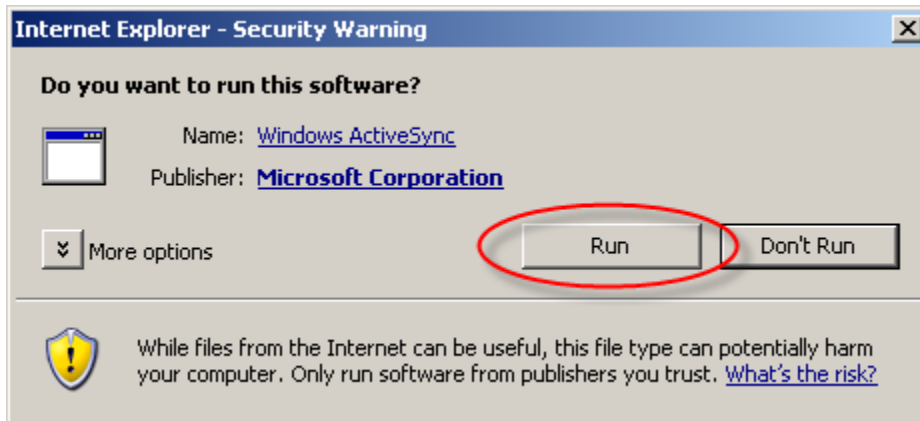 Internet Explorer - Security Warning
Do you want to run this software?
Name: Windows ActiveSync
Publisher: Microsoft Corporation
More options
Run
Don't Run
While files from the Internet can be useful, this file type can potentially harm
your computer. Only run software from publishers you trust. What's the risk?